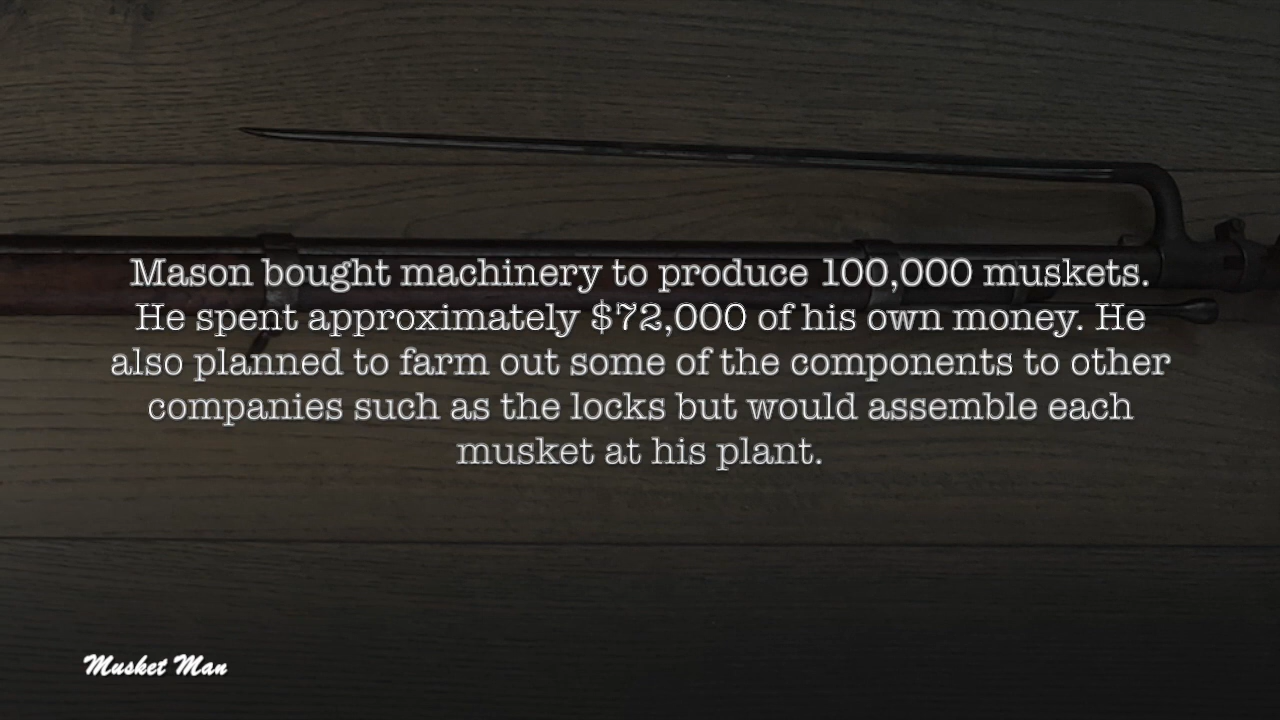 Mason bought machinery to produce 100,000 muskets.
He spent approximately $72,000 of his own money. He
also planned to farm out some of the components to other
companies such as the locks but would assemble each
musket at his plant.
Musket Man